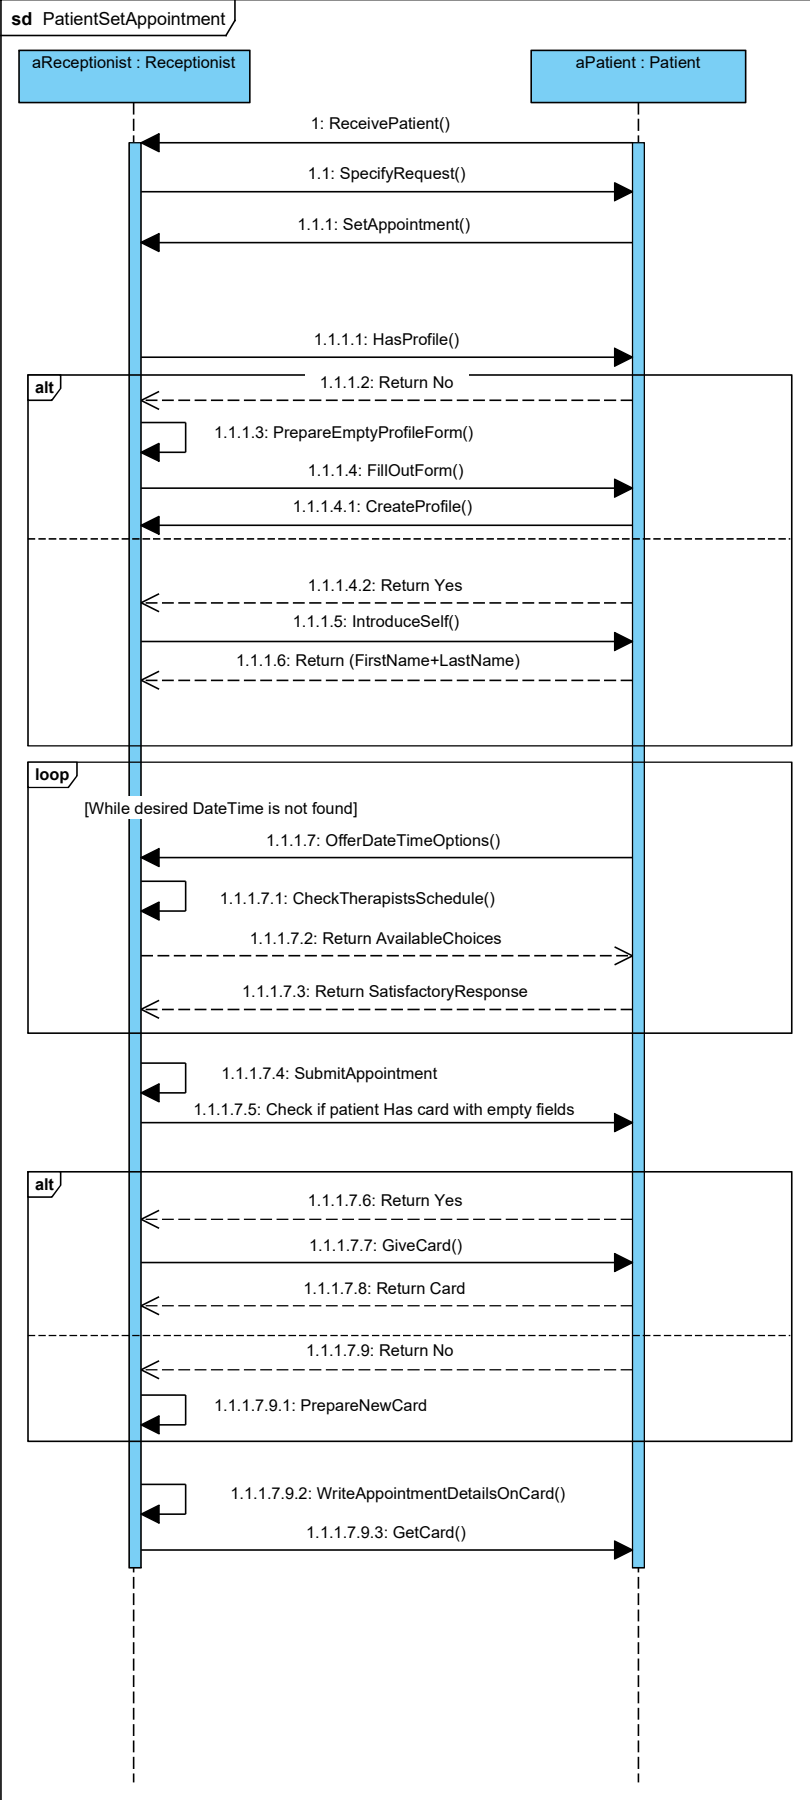 sd PatientSetAppointment
aReceptionist : Receptionist
aPatient : Patient
1: ReceivePatient()
1.1: SpecifyRequest()
1.1.1: SetAppointment()
1.1.1.1: HasProfile()
alt
1.1.1.2: Return No
1.1.1.3: PrepareEmptyProfileForm()
1.1.1.4: FillOutForm()
1.1.1.4.1: CreateProfile()
1.1.1.4.2: Return Yes
1.1.1.5: IntroduceSelf()
1.1.1.6: Return (FirstName+LastName)
loop
[While desired DateTime is not found]
1.1.1.7: OfferDateTimeOptions()
1.1.1.7.1: CheckTherapistsSchedule()
1.1.1.7.2: Return AvailableChoices
1.1.1.7.3: Return SatisfactoryResponse
1.1.1.7.4: SubmitAppointment
1.1.1.7.5: Check if patient Has card with empty fields
alt
1.1.1.7.6: Return Yes
1.1.1.7.7: GiveCard()
1.1.1.7.8: Return Card
1.1.1.7.9: Return No
1.1.1.7.9.1: PrepareNewCard
1.1.1.7.9.2: WriteAppointmentDetailsOnCard()
1.1.1.7.9.3: GetCard()